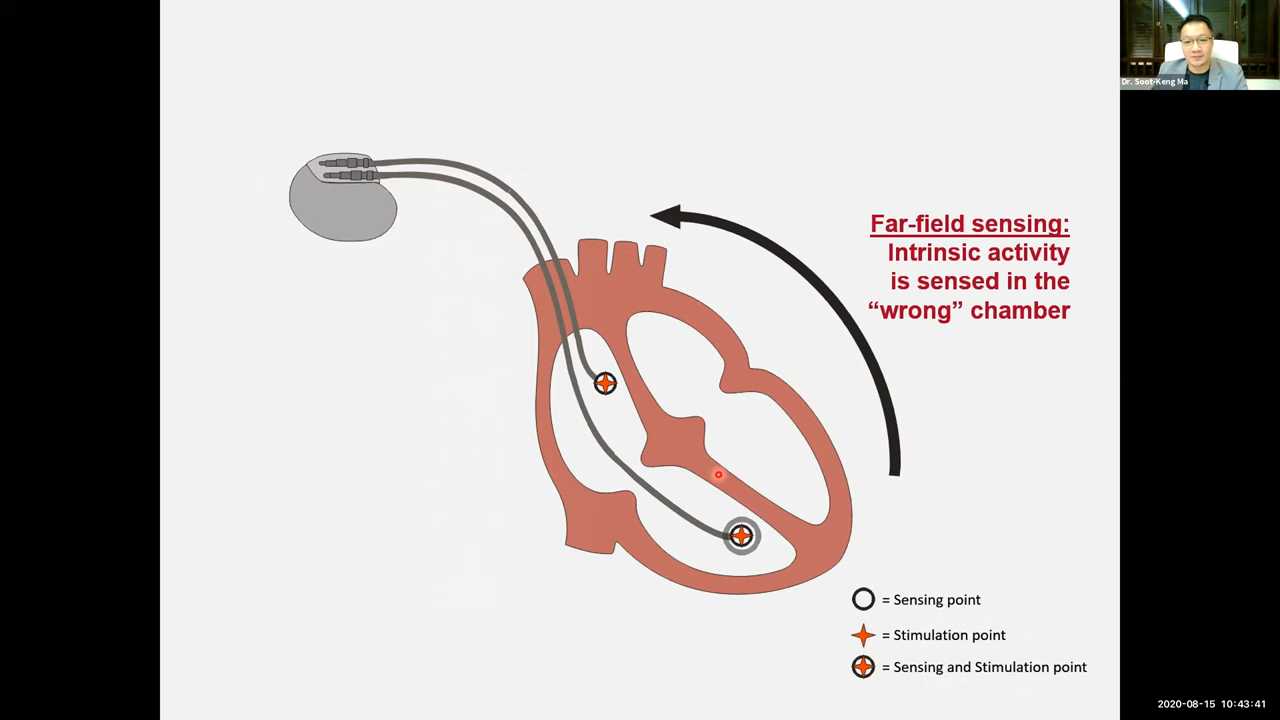 Dr. Soot-Keng Ma
Far-field sensing:
Intrinsic activity
is sensed in the
“wrong” chamber
= Sensing point
= Stimulation point
= Sensing and Stimulation point
2020-08-15 10:43:41